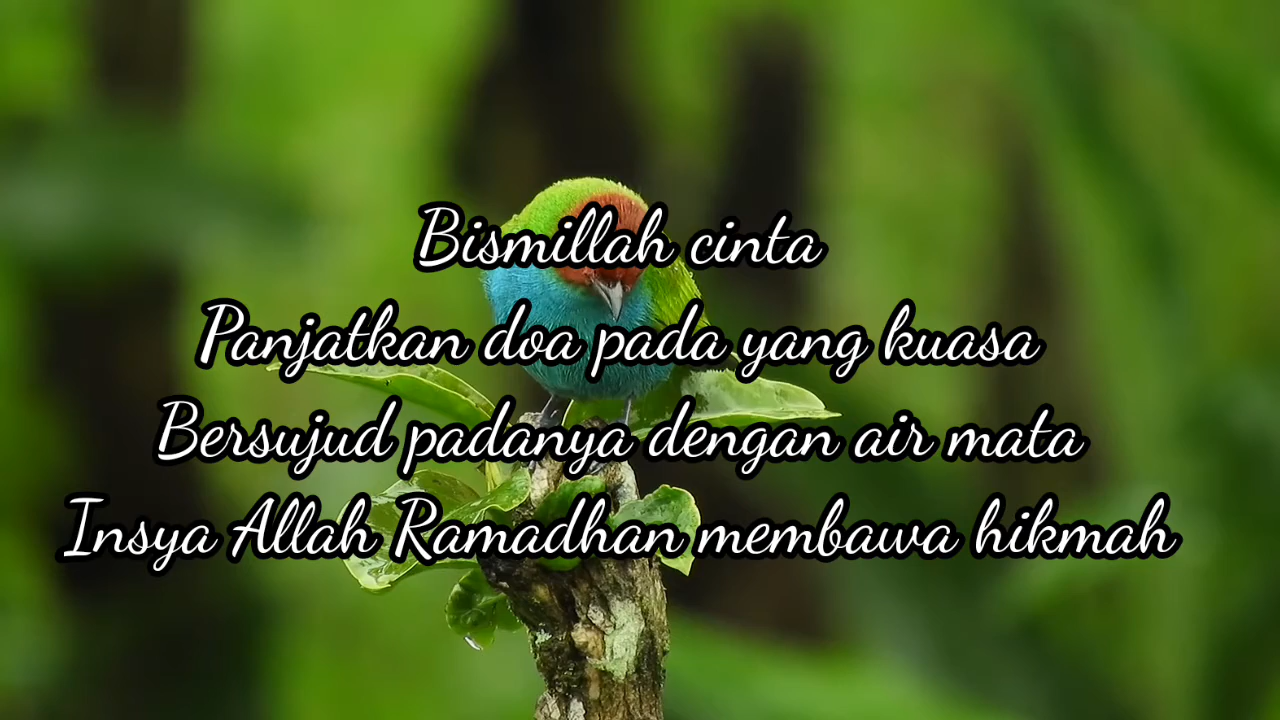 Bismillah cinta
Panjatkan doa pada yang kuasa
Bersujud padanya dengan air mata
Insya Allah Ramadhan membawa hikmah